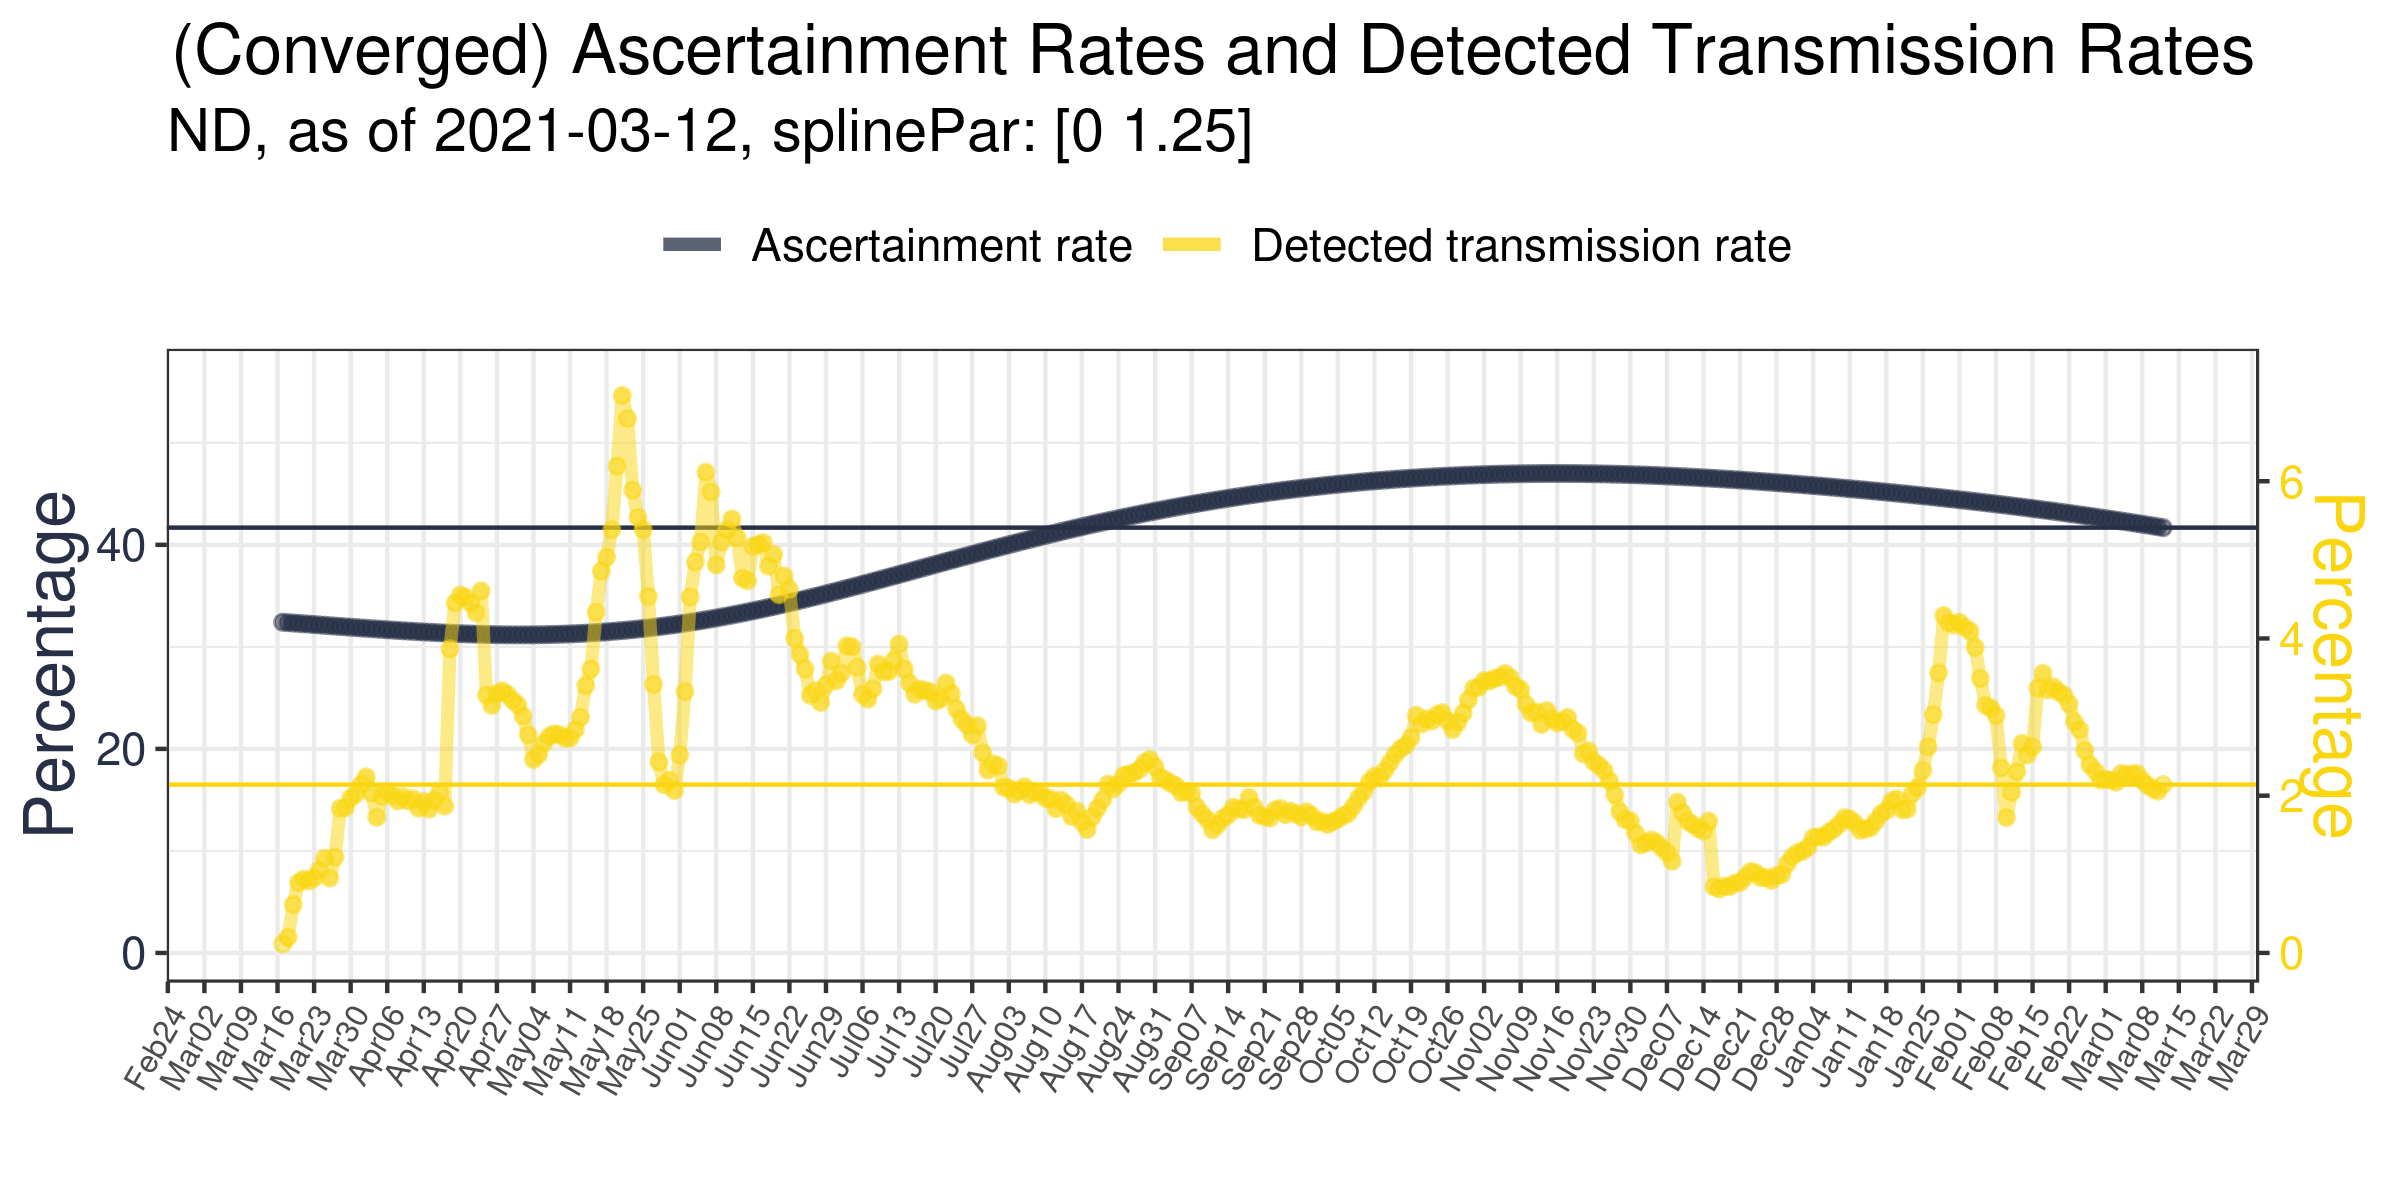 (Converged) Ascertainment Rates and Detected Transmission Rates
ND, as of 2021-03-12, splinePar: [0 1.25]
Ascertainment rate
Detected transmission rate
Percentage
40
20
0
6
4
2
0
Percentage
Feb24
Mar02
Mar09
Mar16
Mar23
Mar30
Apr06
Apr13
Apr20
Apr27
May04
May11
May18
May25
Jun01
Jun08
Jun15
Jun22
Jun29
Jul06
Jul13
Jul20
Jul27
Aug03
Aug10
Aug17
Aug24
Aug31
Sep07
Sep14
Sep21
Sep28
Oct05
Oct12
Oct19
Oct26
Nov02
Nov09
Nov16
Nov23
Nov30
Dec07
Dec14
Dec21
Dec28
Jan04
Jan11
Jan18
Jan25
Feb01
Feb08
Feb15
Feb22
Mar01
Mar08
Mar15
Mar22
Mar29